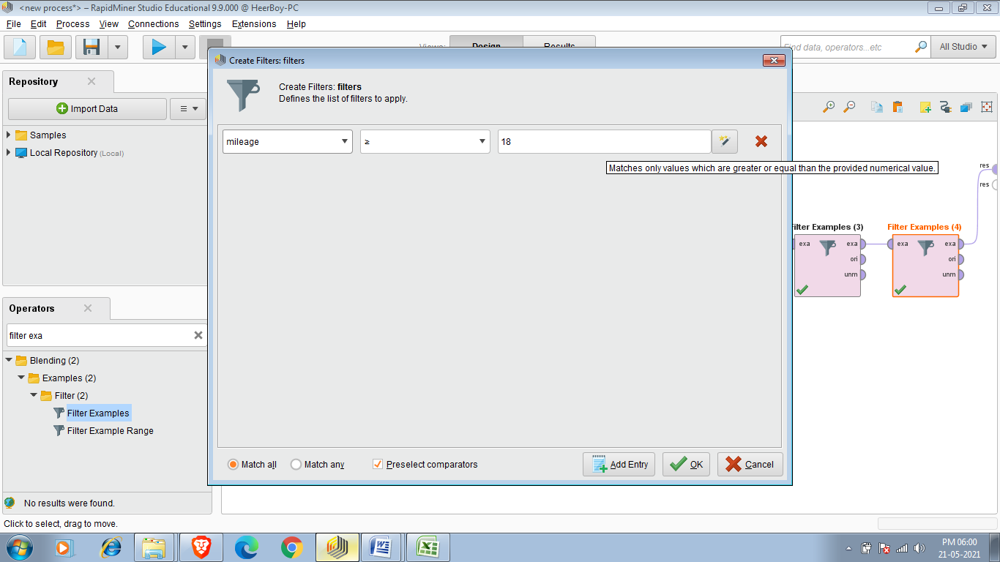 <new process*> – RapidMiner Studio Educational 9.9.000 @ HeerBoy-PC
File Edit Process View Connections Settings Extensions Help
Views: Design Results
Find data, operators...etc
All Studio
Repository
Import Data
Samples
Local Repository (Local)
Create Filters: filters
Create Filters: filters
Defines the list of filters to apply.
mileage ≥ 18
Matches only values which are greater or equal than the provided numerical value.
res
res
Filter Examples (3) Filter Examples (4)
exa exa exa exa
ori ori
unm unm
Operators
filter exa
Blending (2)
Examples (2)
Filter (2)
Filter Examples
Filter Example Range
Match all Match any Preselect comparators Add Entry OK Cancel
No results were found.
Click to select, drag to move.
PM 06:00
21-05-2021